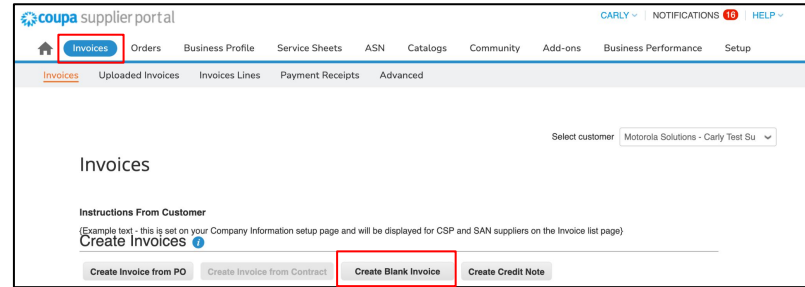 coupa supplier portal
CARLY NOTIFICATIONS 16 HELP
Invoices Orders Business Profile Service Sheets ASN Catalogs Community Add-ons Business Performance Setup
Invoices Uploaded Invoices Invoices Lines Payment Receipts Advanced
Select customer Motorola Solutions - Carly Test Su
Invoices
Instructions From Customer
{Example text - this is set on your Company Information setup page and will be displayed for CSP and SAN suppliers on the Invoice list page}
Create Invoices i
Create Invoice from PO Create Invoice from Contract Create Blank Invoice Create Credit Note